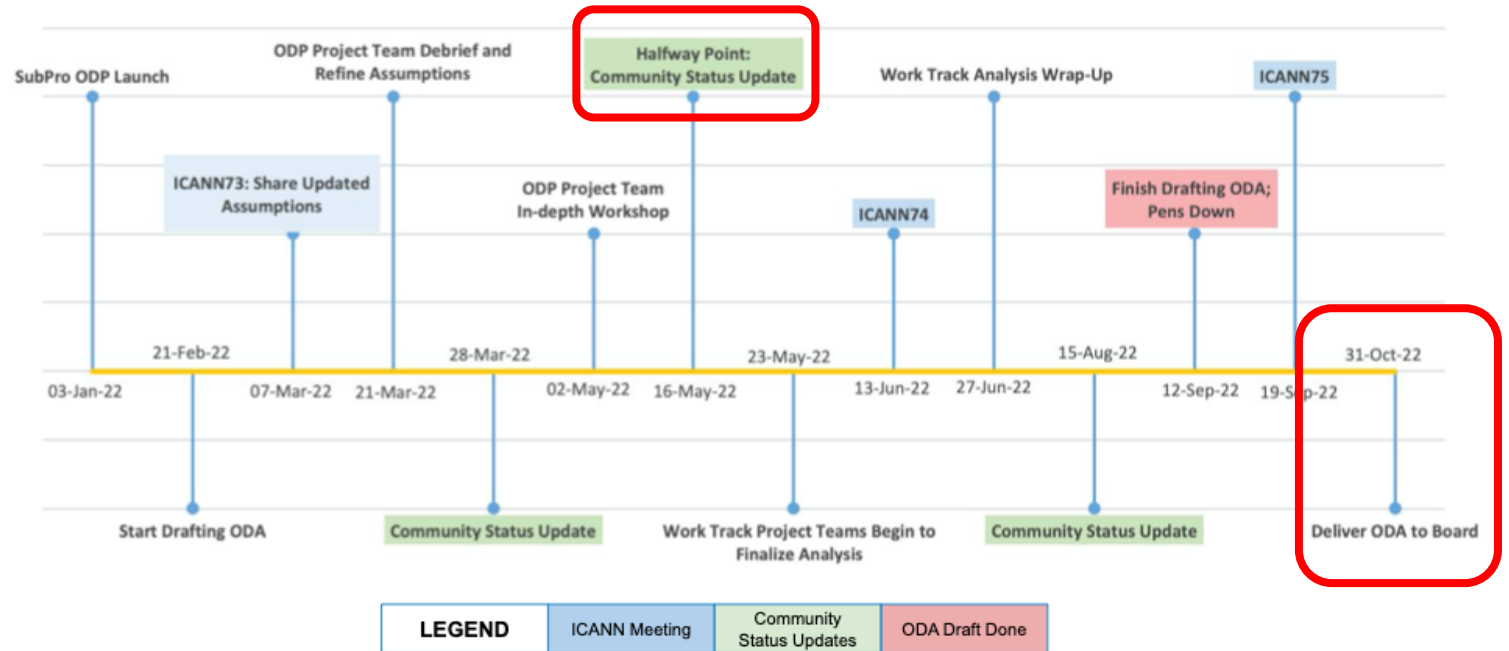 SubPro ODP Launch
ODP Project Team Debrief and
Refine Assumptions
Halfway Point:
Community Status Update
Work Track Analysis Wrap-Up
ICANN75
ICANN73: Share Updated
Assumptions
ODP Project Team
In-depth Workshop
ICANN74
Finish Drafting ODA;
Pens Down
21-Feb-22
28-Mar-22
23-May-22
15-Aug-22
31-Oct-22
03-Jan-22
07-Mar-22
21-Mar-22
02-May-22
16-May-22
13-Jun-22
27-Jun-22
12-Sep-22
19-Sep-22
Start Drafting ODA
Community Status Update
Work Track Project Teams Begin to
Finalize Analysis
Community Status Update
Deliver ODA to Board
LEGEND
ICANN Meeting
Community
Status Updates
ODA Draft Done